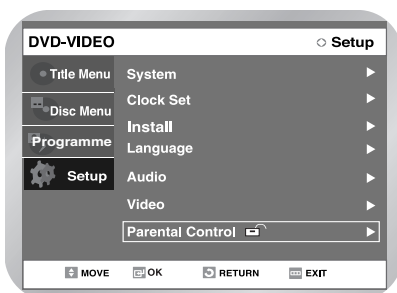 DVD-VIDEO Setup
Title Menu
Disc Menu
Programme
Setup
System
Clock Set
Install
Language
Audio
Video
Parental Control
MOVE OK RETURN EXIT